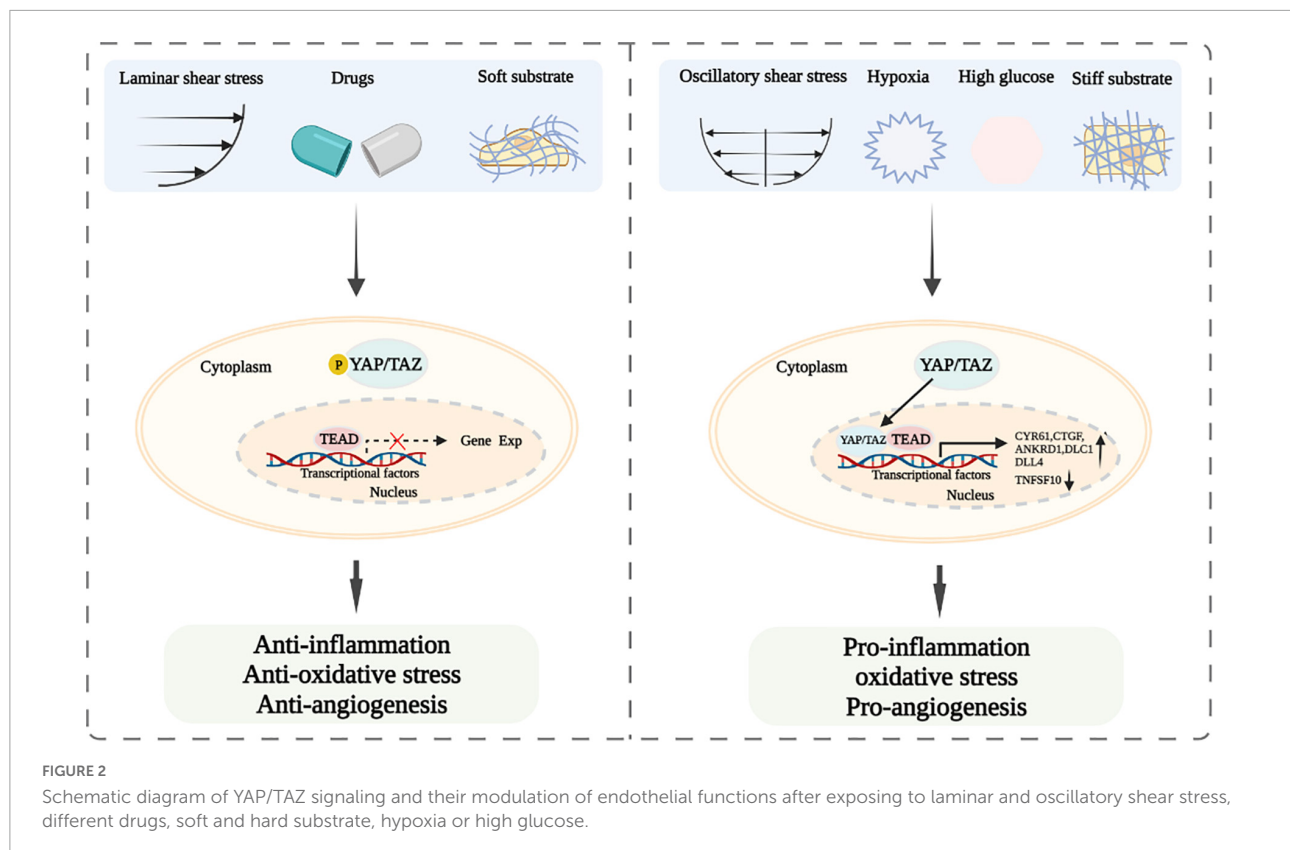 Laminar shear stress
Drugs
Soft substrate
Cytoplasm
P
YAP/TAZ
TEAD
Gene Exp
Transcriptional factors
Nucleus
Anti-inflammation
Anti-oxidative stress
Anti-angiogenesis
Oscillatory shear stress
Hypoxia
High glucose
Stiff substrate
Cytoplasm
YAP/TAZ
YAP/TAZ
TEAD
CYR61,CTGF,
ANKRD1,DLC1
DLL4
TNFSF10
Transcriptional factors
Nucleus
Pro-inflammation
oxidative stress
Pro-angiogenesis
FIGURE 2
Schematic diagram of YAP/TAZ signaling and their modulation of endothelial functions after exposing to laminar and oscillatory shear stress,
different drugs, soft and hard substrate, hypoxia or high glucose.